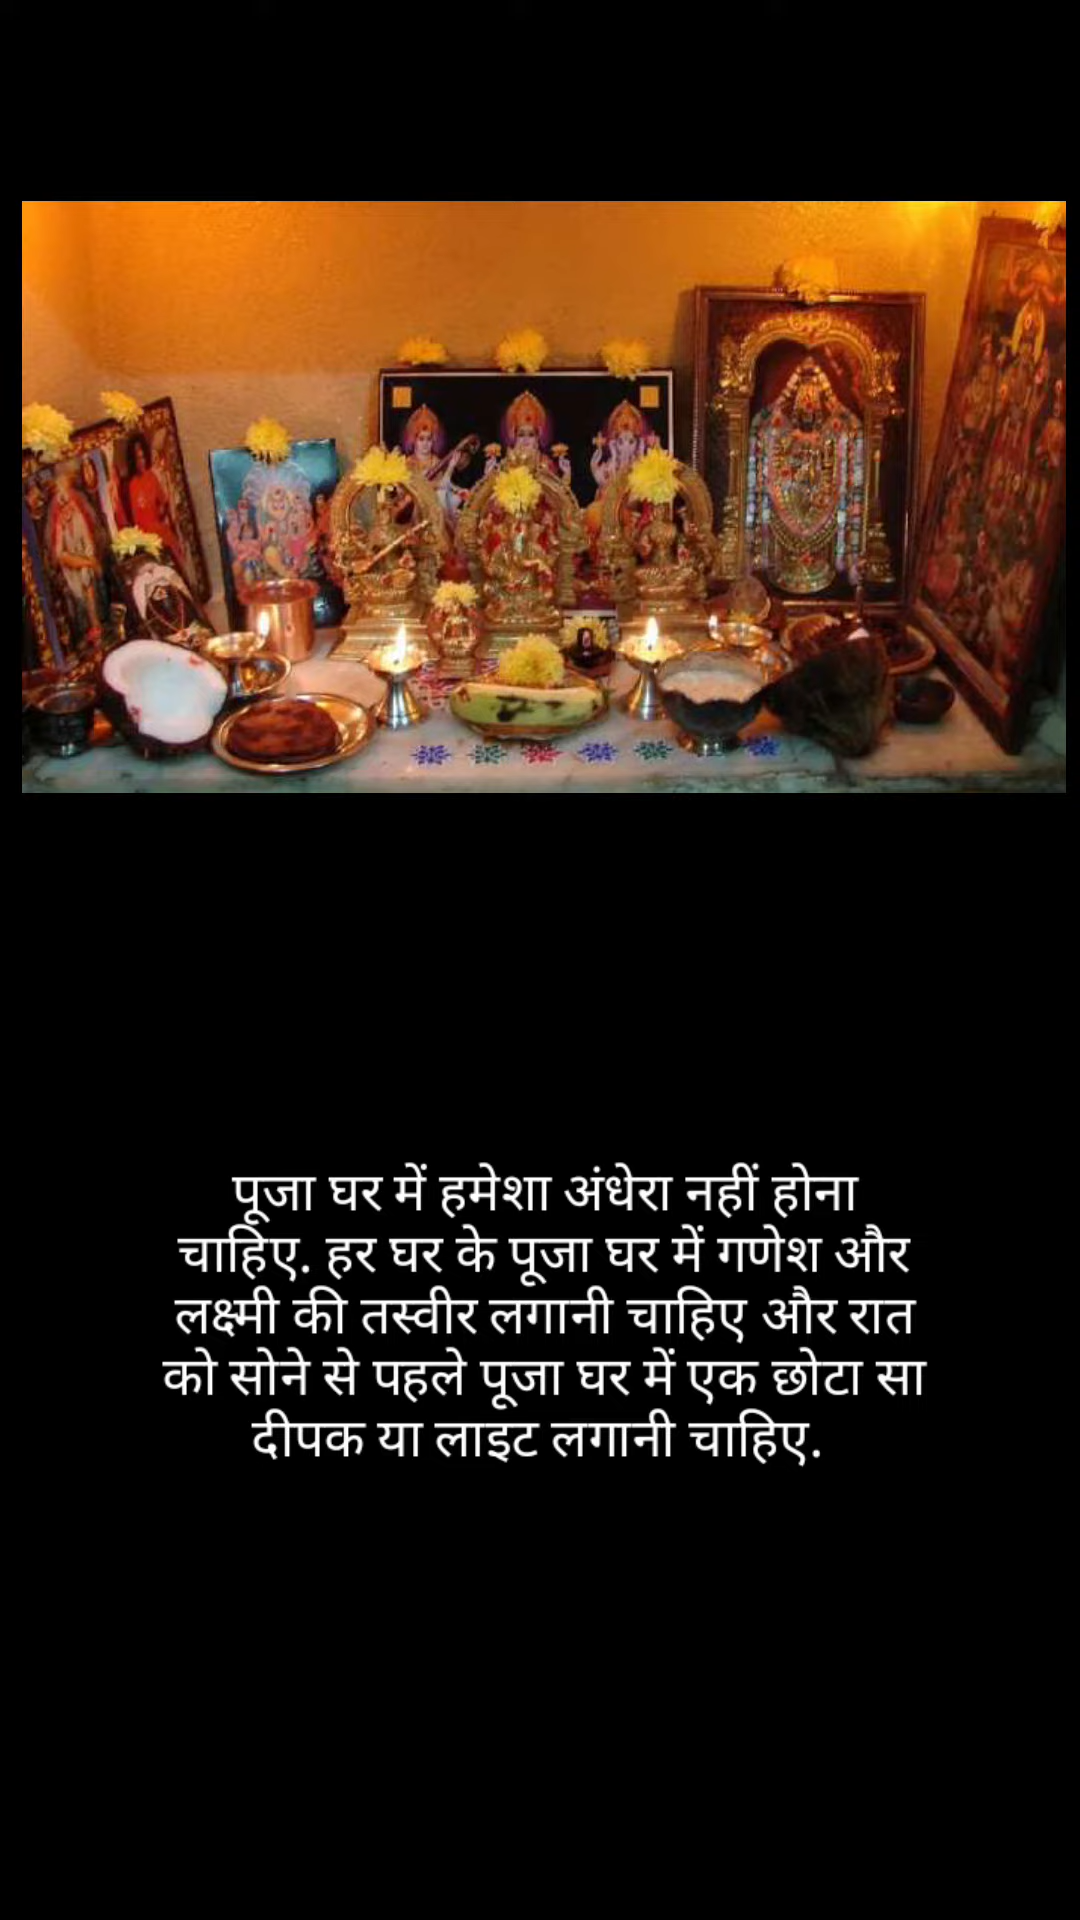 पूजा घर में हमेशा अंधेरा नहीं होना
चाहिए. हर घर के पूजा घर में गणेश और
लक्ष्मी की तस्वीर लगानी चाहिए और रात
को सोने से पहले पूजा घर में एक छोटा सा
दीपक या लाइट लगानी चाहिए.